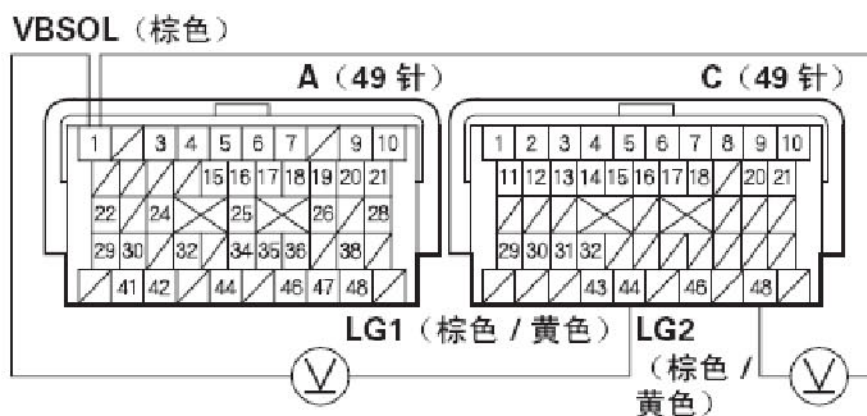 VBSOL（棕色）
A（49 针）
C（49 针）
1 3 4 5 6 7 9 10
1 2 3 4 5 6 7 8 9 10
15 16 17 18 19 20 21
11 12 13 14 15 16 17 18 20 21
22 24 25 26 28
29 30 32 34 35 36 38
29 30 31 32
41 42 44 46 47 48
43 44 46 48
LG1（棕色 / 黄色）
LG2
（棕色 /
黄色）
V
V